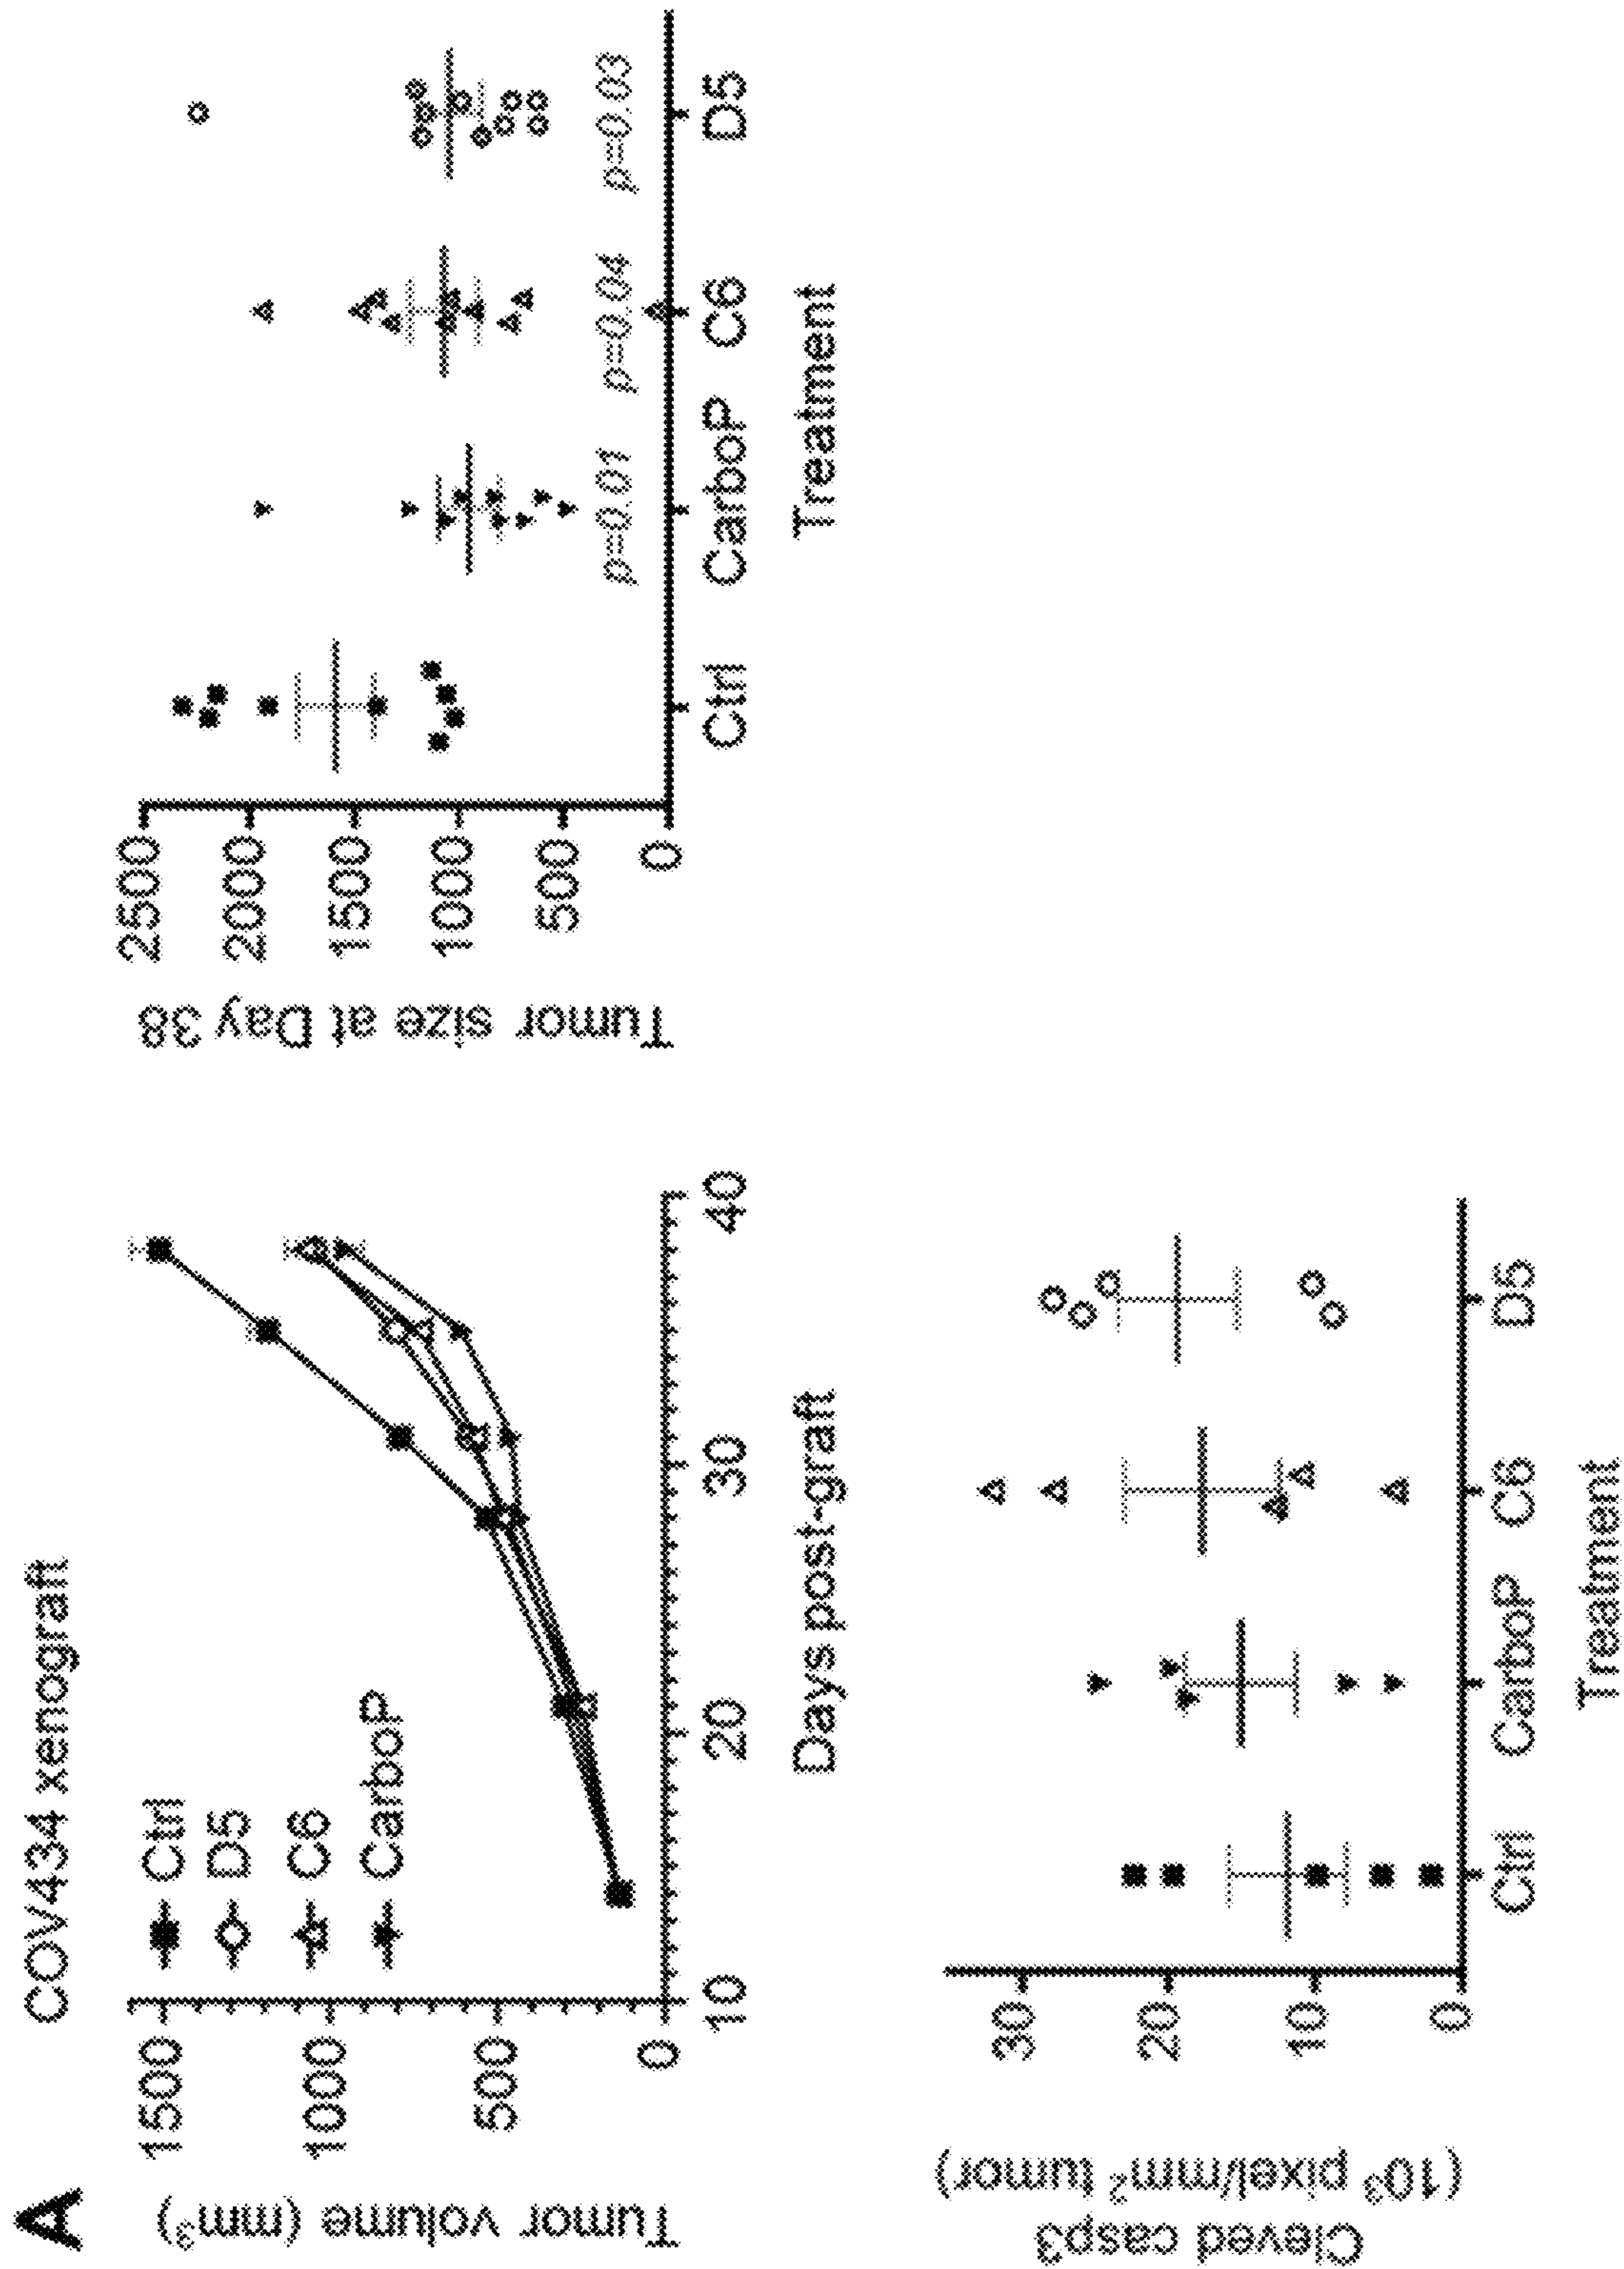 A
COV434 xenograft
Ctrl
D5
C6
CarboP
Tumor volume (mm³)
1500
1000
500
0
10
20
30
40
Days post-graft
Tumor size at Day 38
2500
2000
1500
1000
500
0
p=0.01
p=0.04
p=0.03
Ctrl
CarboP
C6
D5
Treatment
Cleved casp3
(10³ pixel/mm² tumor)
30
20
10
0
Ctrl
CarboP
C6
D5
Treatment